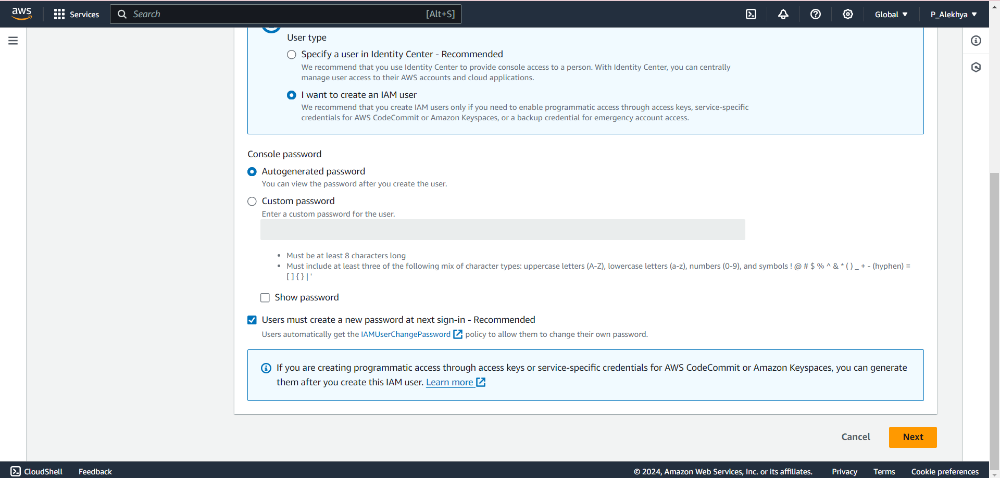 aws
Services
Search
[Alt+S]
Global
P_Alekhya
User type
Specify a user in Identity Center - Recommended
We recommend that you use Identity Center to provide console access to a person. With Identity Center, you can centrally
manage user access to their AWS accounts and cloud applications.
I want to create an IAM user
We recommend that you create IAM users only if you need to enable programmatic access through access keys, service-specific
credentials for AWS CodeCommit or Amazon Keyspaces, or a backup credential for emergency account access.
Console password
Autogenerated password
You can view the password after you create the user.
Custom password
Enter a custom password for the user.
• Must be at least 8 characters long
• Must include at least three of the following mix of character types: uppercase letters (A-Z), lowercase letters (a-z), numbers (0-9), and symbols ! @ # $ % ^ & * ( ) _ + - (hyphen) =
[ ] { } | '
Show password
Users must create a new password at next sign-in - Recommended
Users automatically get the IAMUserChangePassword policy to allow them to change their own password.
If you are creating programmatic access through access keys or service-specific credentials for AWS CodeCommit or Amazon Keyspaces, you can generate
them after you create this IAM user. Learn more
Cancel
Next
CloudShell
Feedback
© 2024, Amazon Web Services, Inc. or its affiliates.
Privacy
Terms
Cookie preferences